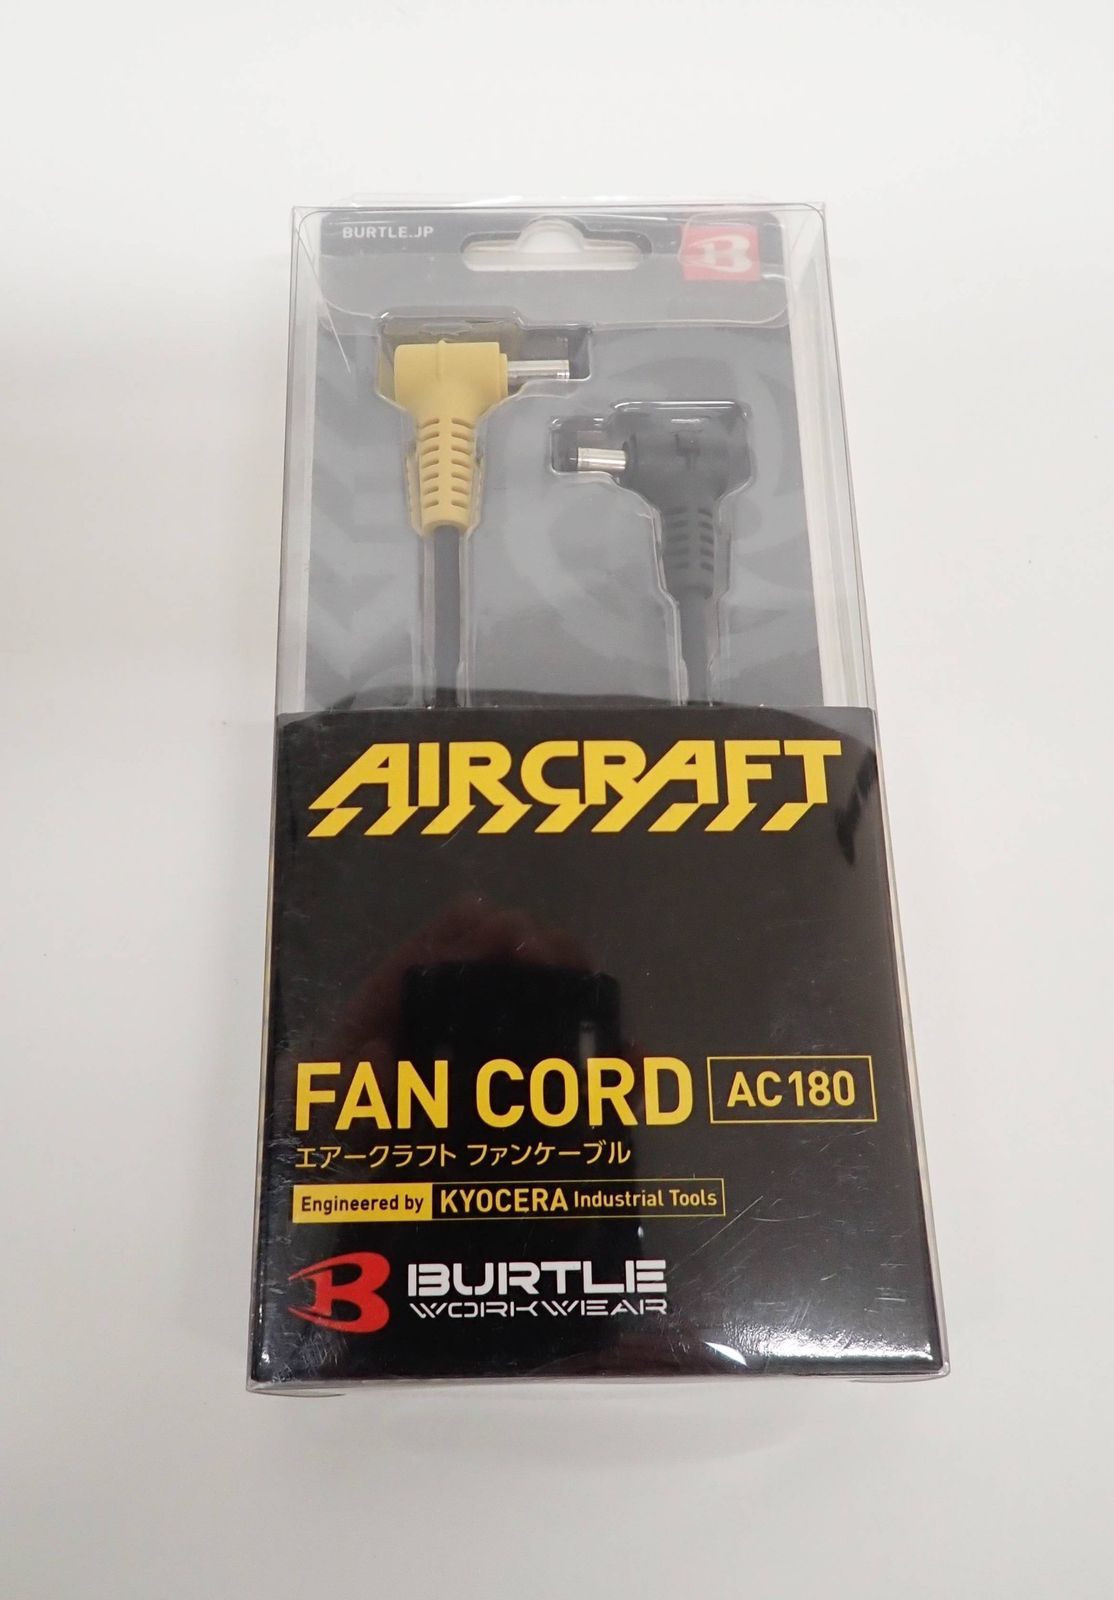 BURTLE.JP
B
AIRCRAFT
FAN CORD AC180
エアークラフト ファンケーブル
Engineered by KYOCERA Industrial Tools
B BURTLE
WORKWEAR